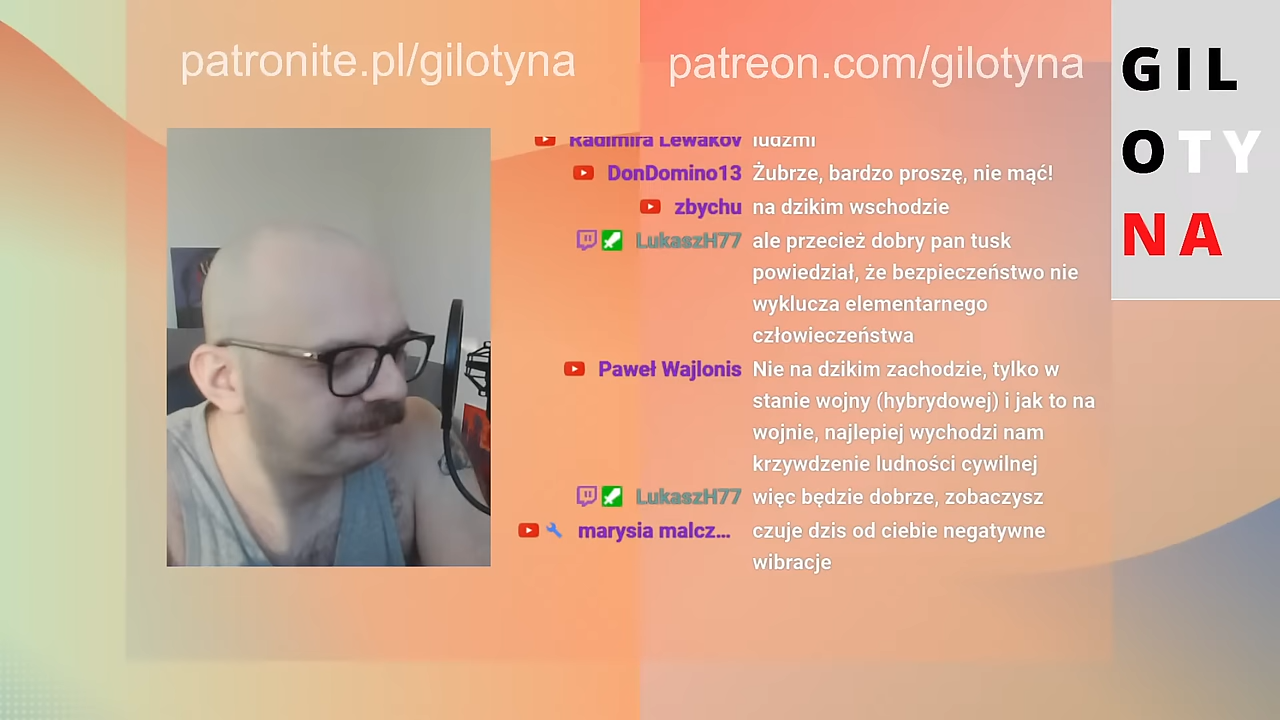 patronite.pl/gilotyna
patreon.com/gilotyna
GIL
OTY
NA
Radimira Lewakov ludźmi
DonDomino13 Żubrze, bardzo proszę, nie mąć!
zbychu na dzikim wschodzie
LukaszH77 ale przecież dobry pan tusk
powiedział, że bezpieczeństwo nie
wyklucza elementarnego
człowieczeństwa
Paweł Wajlonis Nie na dzikim zachodzie, tylko w
stanie wojny (hybrydowej) i jak to na
wojnie, najlepiej wychodzi nam
krzywdzenie ludności cywilnej
LukaszH77 więc będzie dobrze, zobaczysz
marysia malcz... czuje dzis od ciebie negatywne
wibracje